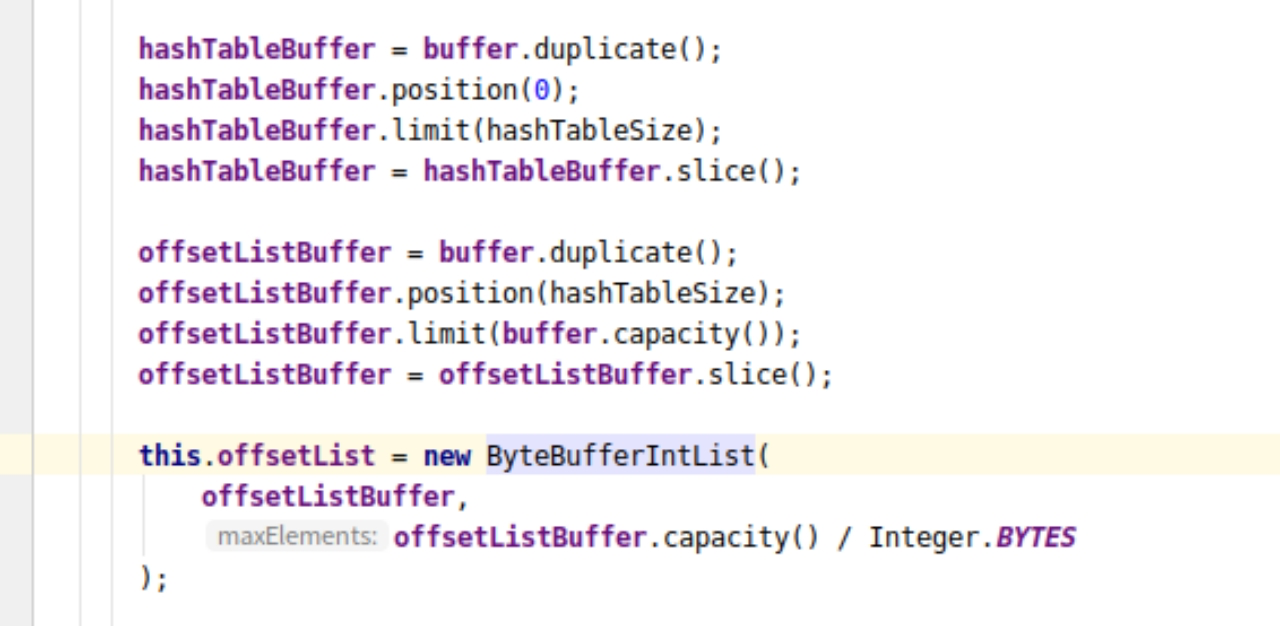 hashTableBuffer = buffer.duplicate();
hashTableBuffer.position(0);
hashTableBuffer.limit(hashTableSize);
hashTableBuffer = hashTableBuffer.slice();
offsetListBuffer = buffer.duplicate();
offsetListBuffer.position(hashTableSize);
offsetListBuffer.limit(buffer.capacity());
offsetListBuffer = offsetListBuffer.slice();
this.offsetList = new ByteBufferIntList(
offsetListBuffer,
maxElements: offsetListBuffer.capacity() / Integer.BYTES
);